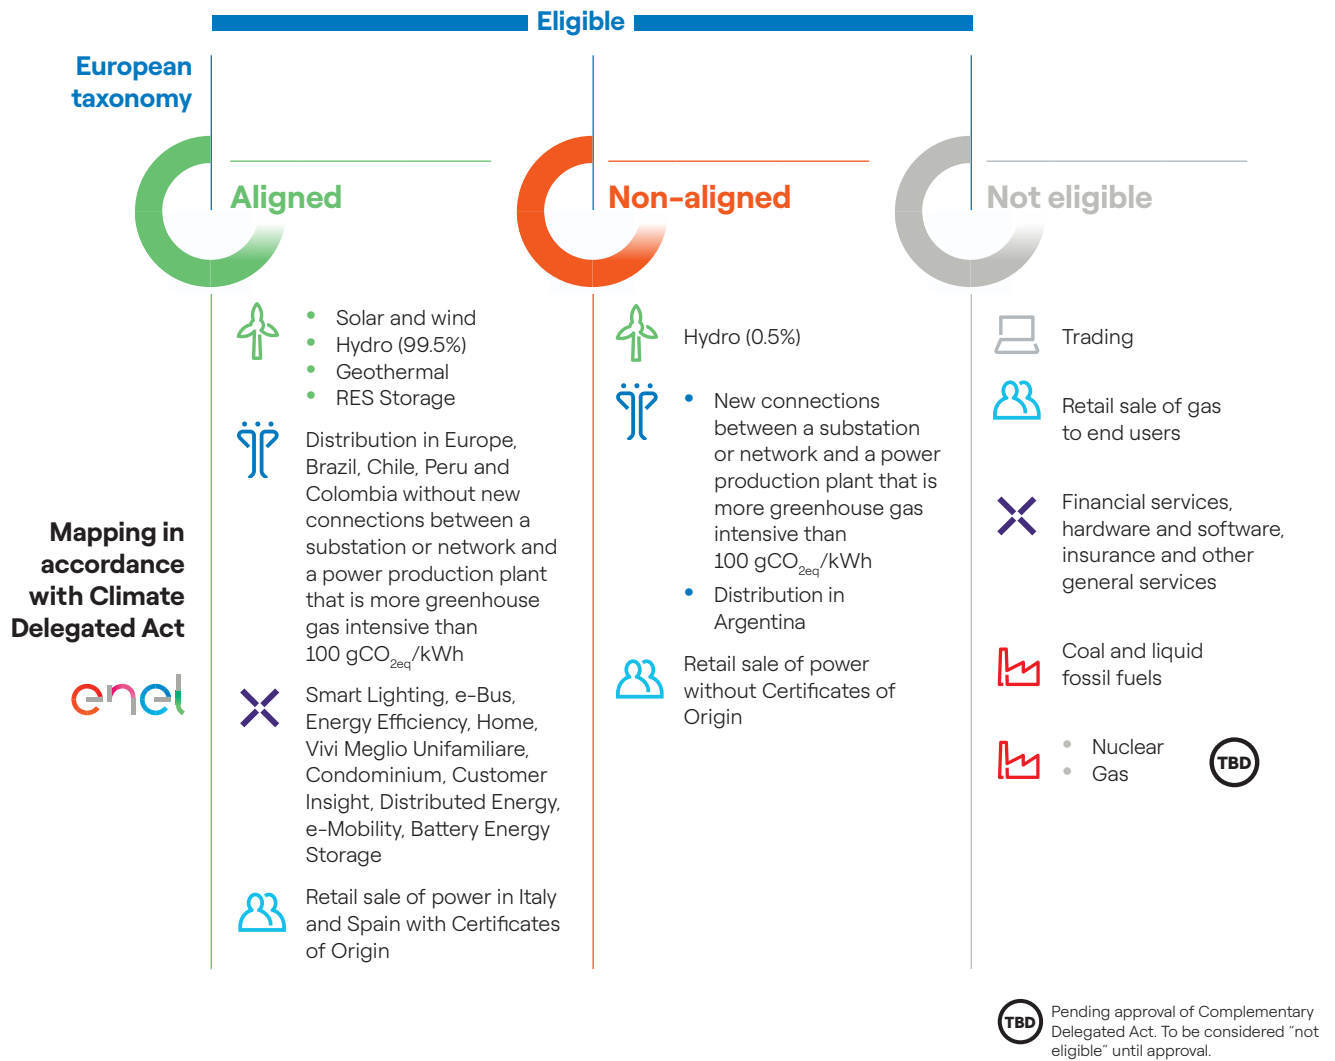 Eligible
European
taxonomy
Aligned
Non-aligned
Not eligible
Mapping in
accordance
with Climate
Delegated Act
enel
• Solar and wind
• Hydro (99.5%)
• Geothermal
• RES Storage
Distribution in Europe,
Brazil, Chile, Peru and
Colombia without new
connections between a
substation or network and
a power production plant
that is more greenhouse
gas intensive than
100 gCO2eq/kWh
Smart Lighting, e-Bus,
Energy Efficiency, Home,
Vivi Meglio Unifamiliare,
Condominium, Customer
Insight, Distributed Energy,
e-Mobility, Battery Energy
Storage
Retail sale of power in Italy
and Spain with Certificates
of Origin
Hydro (0.5%)
• New connections
between a substation
or network and a power
production plant that is
more greenhouse gas
intensive than
100 gCO2eq/kWh
• Distribution in
Argentina
Retail sale of power
without Certificates of
Origin
Trading
Retail sale of gas
to end users
Financial services,
hardware and software,
insurance and other
general services
Coal and liquid
fossil fuels
• Nuclear
• Gas
TBD
TBD
Pending approval of Complementary
Delegated Act. To be considered “not
eligible” until approval.